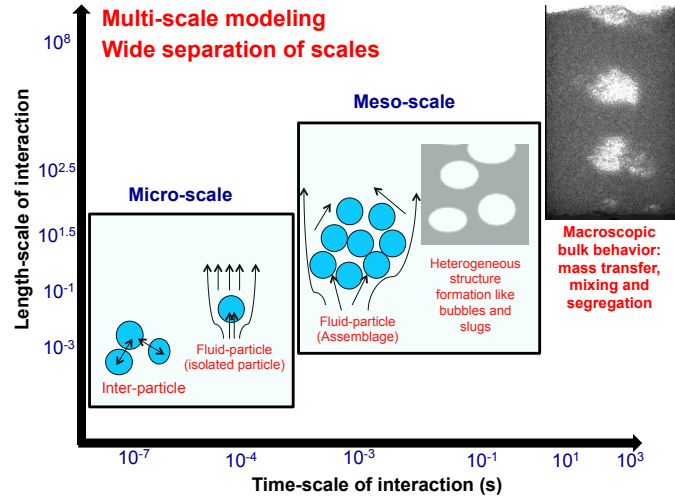 Multi-scale modeling
Wide separation of scales
Length-scale of interaction
10^8
10^2.5
10^1.5
10^-1
10^-3
Micro-scale
Inter-particle
Fluid-particle
(isolated particle)
Meso-scale
Fluid-particle
(Assemblage)
Heterogeneous
structure
formation like
bubbles and
slugs
Macroscopic
bulk behavior:
mass transfer,
mixing and
segregation
10^-7
10^-4
10^-3
10^-1
10^1
10^3
Time-scale of interaction (s)